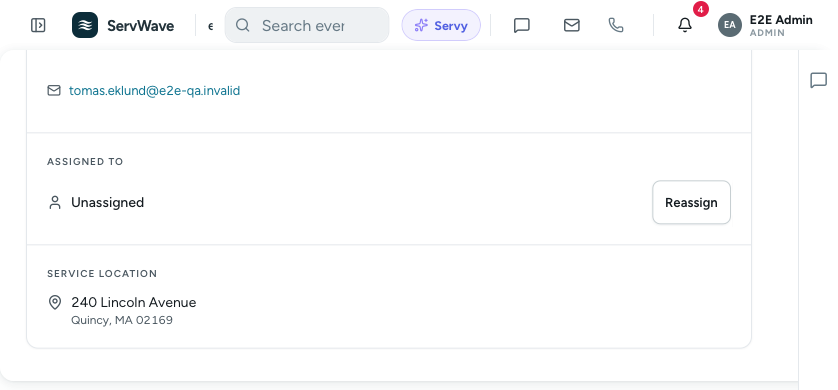 ServWave
Search ever
Servy
4
EA
E2E Admin
ADMIN
tomas.eklund@e2e-qa.invalid
ASSIGNED TO
Unassigned
Reassign
SERVICE LOCATION
240 Lincoln Avenue
Quincy, MA 02169